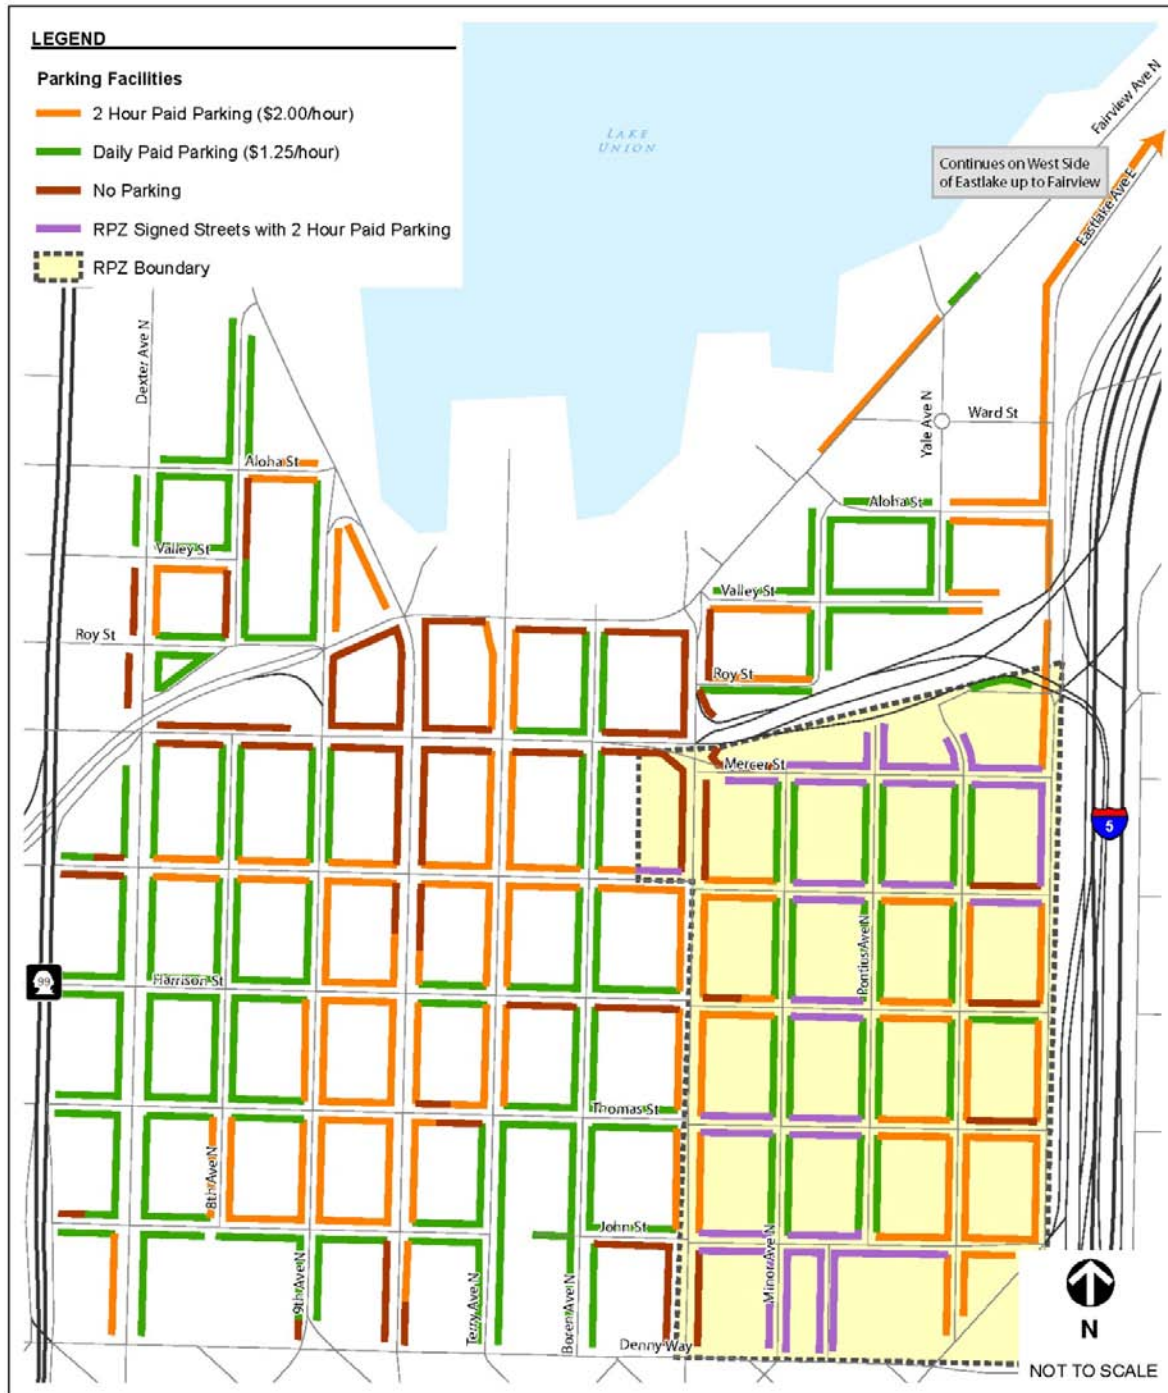 LEGEND
Parking Facilities
2 Hour Paid Parking ($2.00/hour)
Daily Paid Parking ($1.25/hour)
No Parking
RPZ Signed Streets with 2 Hour Paid Parking
RPZ Boundary
LAKE
UNION
Fairview Ave N
Continues on West Side
of Eastlake up to Fairview
Eastlake Ave E
Dexter Ave N
Yale Ave N
Ward St
Aloha St
Aloha St
Valley St
Valley St
Roy St
Roy St
Mercer St
5
Pontius Ave N
99
Harrison St
Thomas St
8th Ave N
John St
9th Ave N
Terry Ave N
Boren Ave N
Minor Ave N
Denny Way
N
NOT TO SCALE